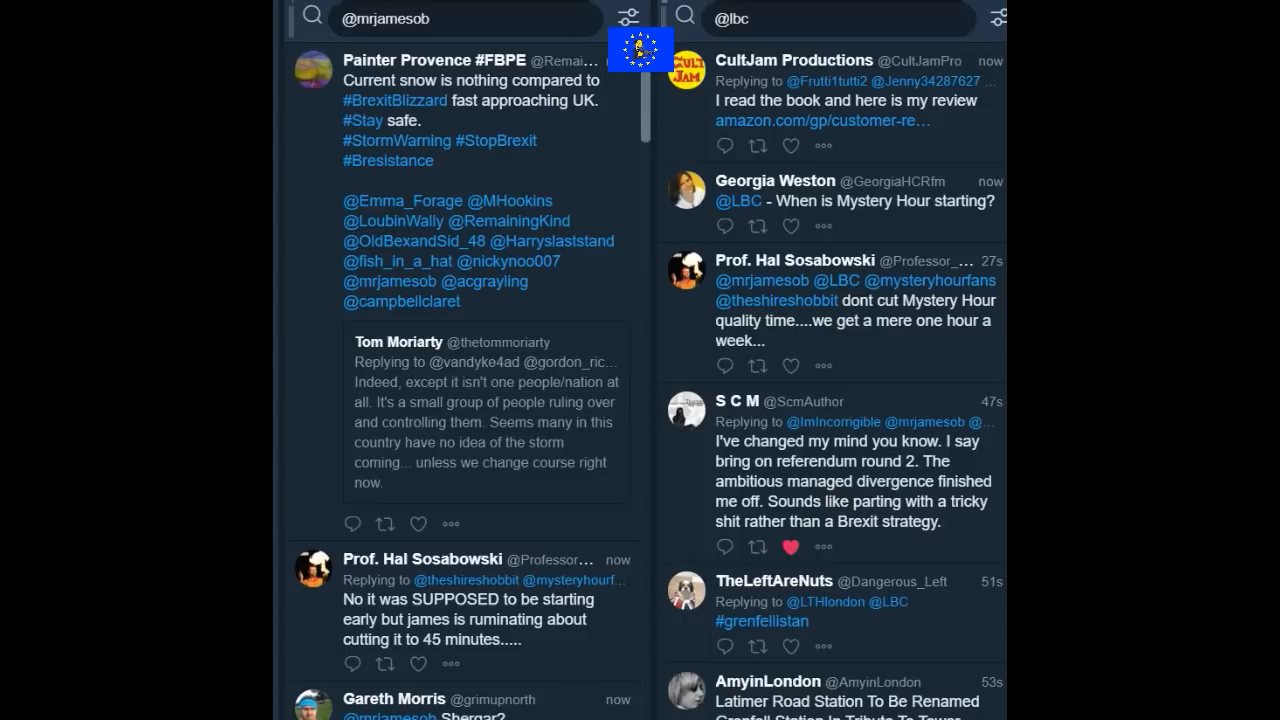 @mrjamesob
Painter Provence #FBPE @Remai...
Current snow is nothing compared to
#BrexitBlizzard fast approaching UK.
#Stay safe.
#StormWarning #StopBrexit
#Bresistance
@Emma_Forage @MHookins
@LoubinWally @RemainingKind
@OldBexandSid_48 @Harryslaststand
@fish_in_a_hat @nickynoo007
@mrjamesob @acgrayling
@campbellclaret
Tom Moriarty @thetommoriarty
Replying to @vandyke4ad @gordon_ric...
Indeed, except it isn't one people/nation at
all. It's a small group of people ruling over
and controlling them. Seems many in this
country have no idea of the storm
coming... unless we change course right
now.
Prof. Hal Sosabowski @Professor... now
Replying to @theshireshobbit @mysteryhourf...
No it was SUPPOSED to be starting
early but james is ruminating about
cutting it to 45 minutes.....
Gareth Morris @grimupnorth now
@mrjamesob Shergar?
@lbc
CULT
JAM
CultJam Productions @CultJamPro now
Replying to @Frutti1tutti2 @Jenny34287627 ...
I read the book and here is my review
amazon.com/gp/customer-re…
Georgia Weston @GeorgiaHCRfm now
@LBC - When is Mystery Hour starting?
Prof. Hal Sosabowski @Professor_... 27s
@mrjamesob @LBC @mysteryhourfans
@theshireshobbit dont cut Mystery Hour
quality time....we get a mere one hour a
week...
S C M @ScmAuthor 47s
Replying to @ImIncorrigible @mrjamesob @...
I've changed my mind you know. I say
bring on referendum round 2. The
ambitious managed divergence finished
me off. Sounds like parting with a tricky
shit rather than a Brexit strategy.
TheLeftAreNuts @Dangerous_Left 51s
Replying to @LTHlondon @LBC
#grenfellistan
AmyinLondon @AmyinLondon 53s
Latimer Road Station To Be Renamed
Grenfell Station In Tribute To Tower